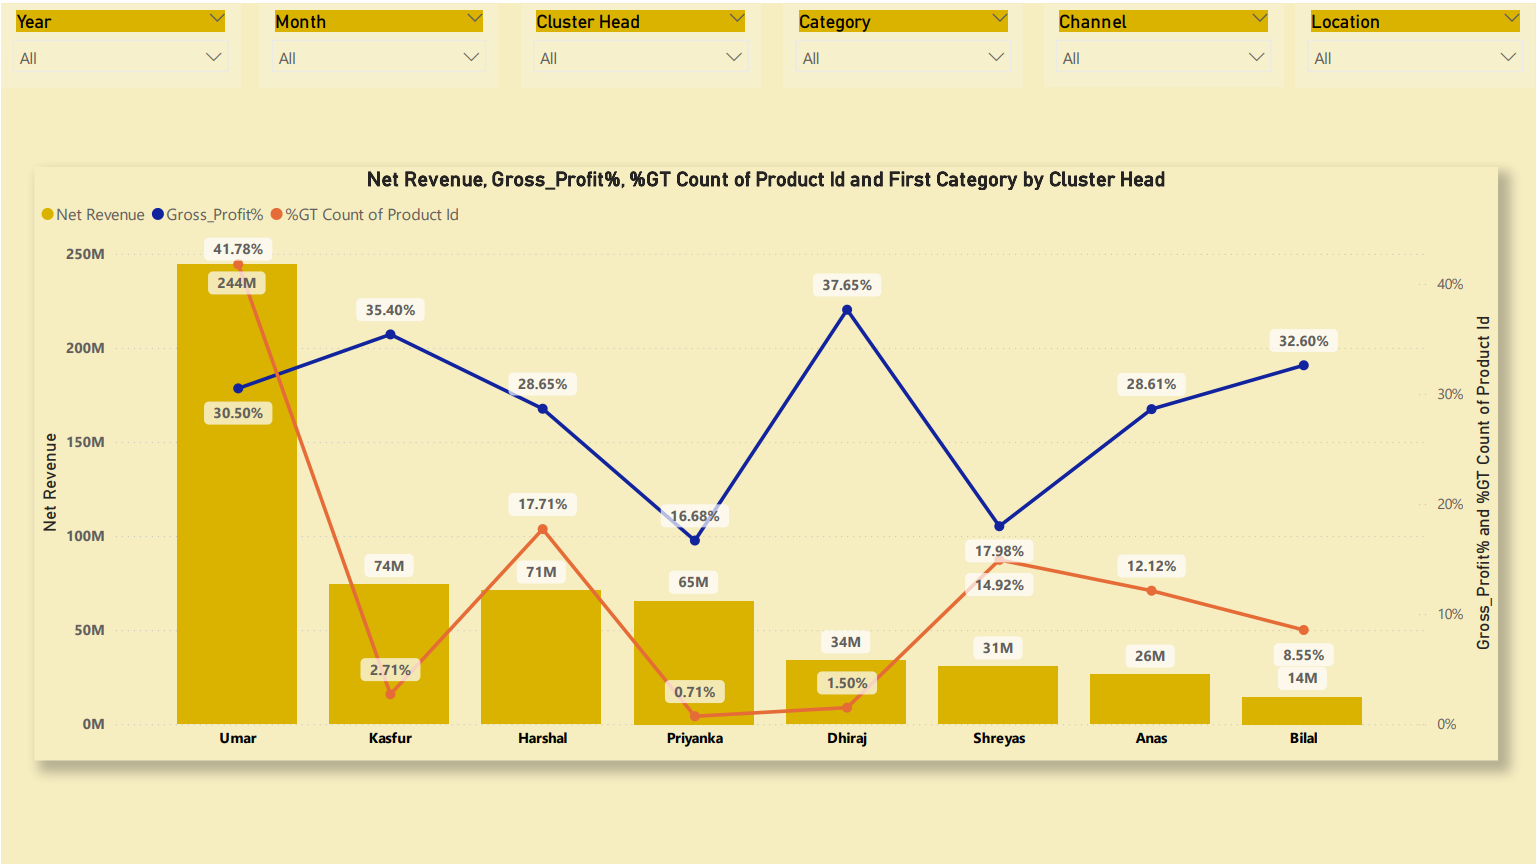 Year Month Cluster Head Category Channel Location
All All All All All All
Net Revenue, Gross_Profit%, %GT Count of Product Id and First Category by Cluster Head
Net Revenue Gross_Profit% %GT Count of Product Id
Net Revenue
250M
200M
150M
100M
50M
0M
41.78%
244M
30.50%
35.40%
74M
2.71%
28.65%
17.71%
71M
16.68%
65M
0.71%
37.65%
34M
1.50%
17.98%
14.92%
31M
28.61%
12.12%
26M
32.60%
8.55%
14M
40%
30%
20%
10%
0%
Gross_Profit% and %GT Count of Product Id
Umar Kasfur Harshal Priyanka Dhiraj Shreyas Anas Bilal